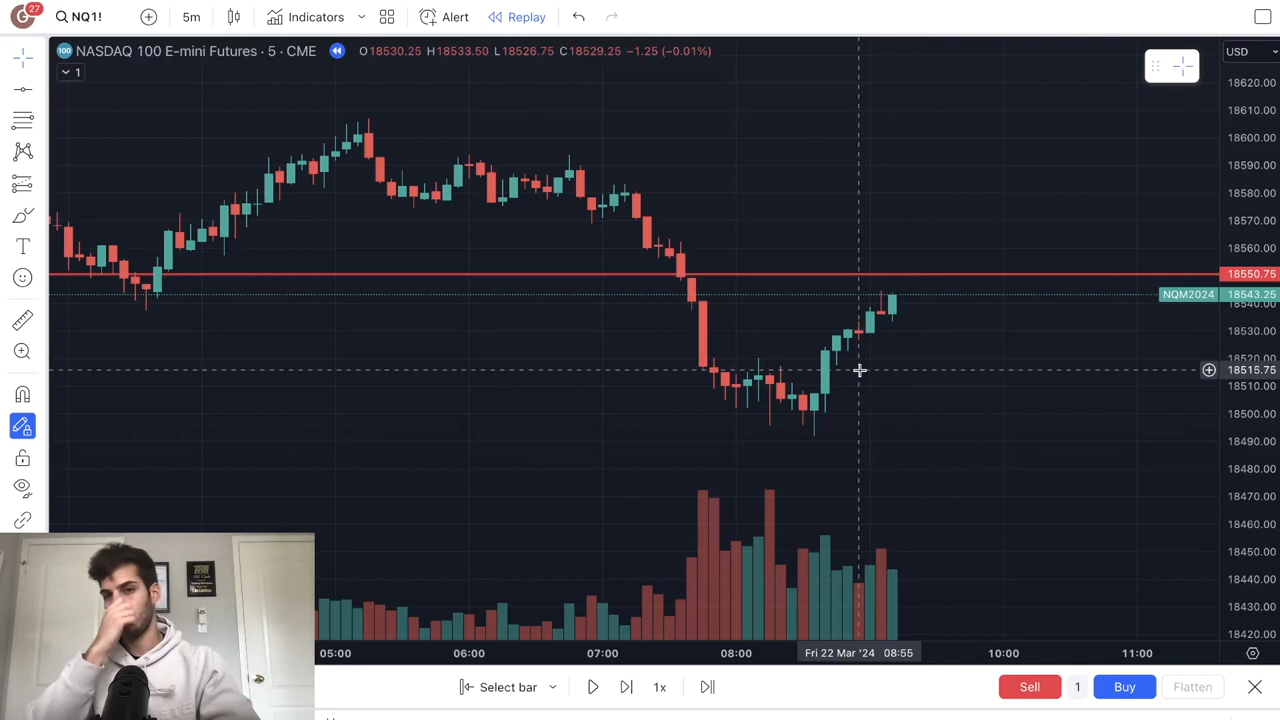 27
NQ1!
5m
Indicators
Alert
Replay
100
NASDAQ 100 E-mini Futures · 5 · CME
O18530.25 H18533.50 L18526.75 C18529.25 −1.25 (−0.01%)
USD
1
18620.00
18610.00
18600.00
18590.00
18580.00
18570.00
18560.00
18550.75
NQM2024
18543.25
18540.00
18530.00
18520.00
18515.75
18510.00
18500.00
18490.00
18480.00
18470.00
18460.00
18450.00
18440.00
18430.00
18420.00
05:00
06:00
07:00
08:00
Fri 22 Mar '24 08:55
10:00
11:00
Select bar
1x
Sell
1
Buy
Flatten